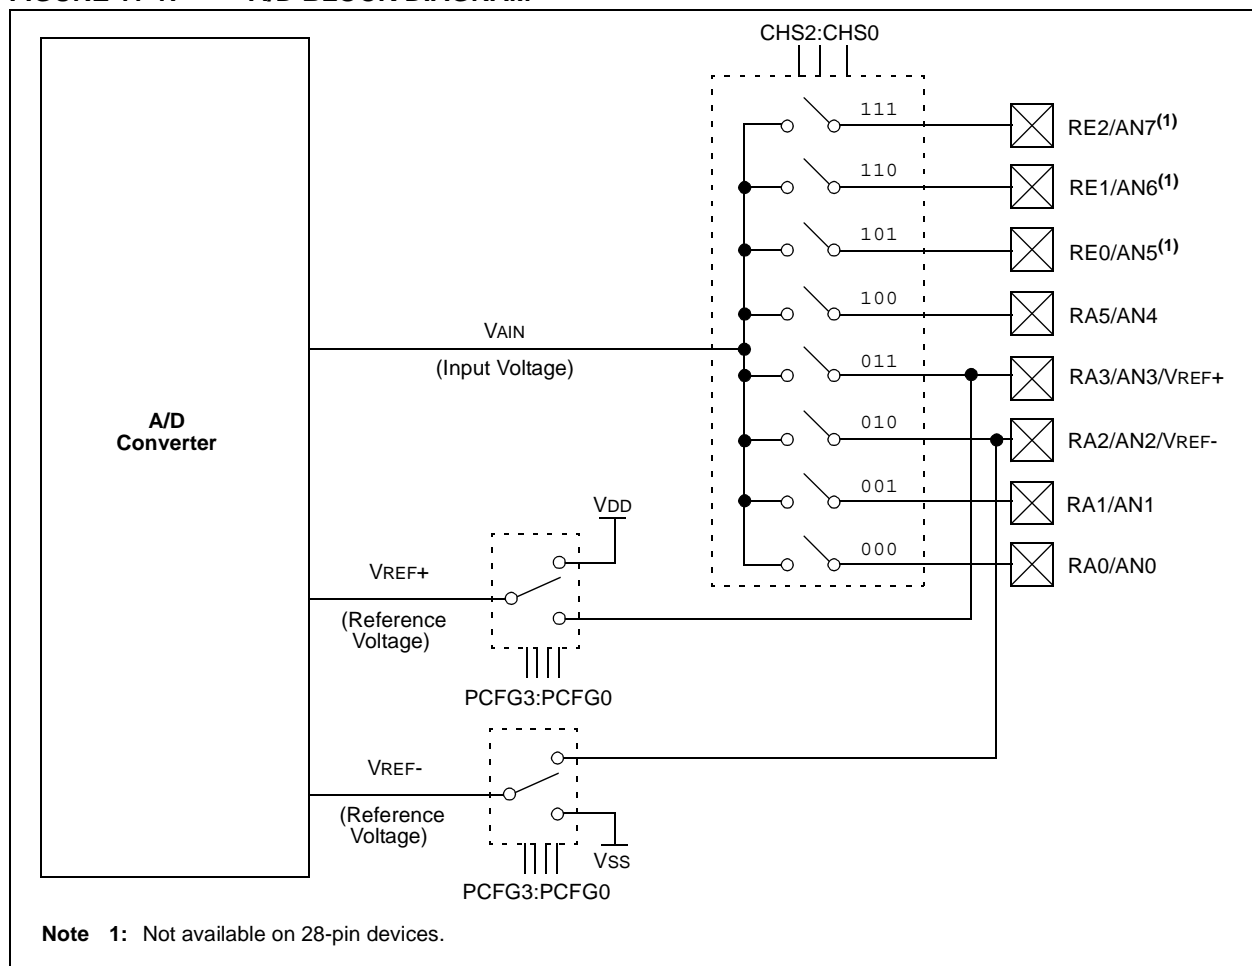 CHS2:CHS0
111
RE2/AN7(1)
110
RE1/AN6(1)
101
RE0/AN5(1)
100
RA5/AN4
VAIN
(Input Voltage)
011
RA3/AN3/VREF+
A/D
Converter
010
RA2/AN2/VREF-
001
RA1/AN1
VDD
000
RA0/AN0
VREF+
(Reference
Voltage)
PCFG3:PCFG0
VREF-
(Reference
Voltage)
VSS
PCFG3:PCFG0
Note 1: Not available on 28-pin devices.